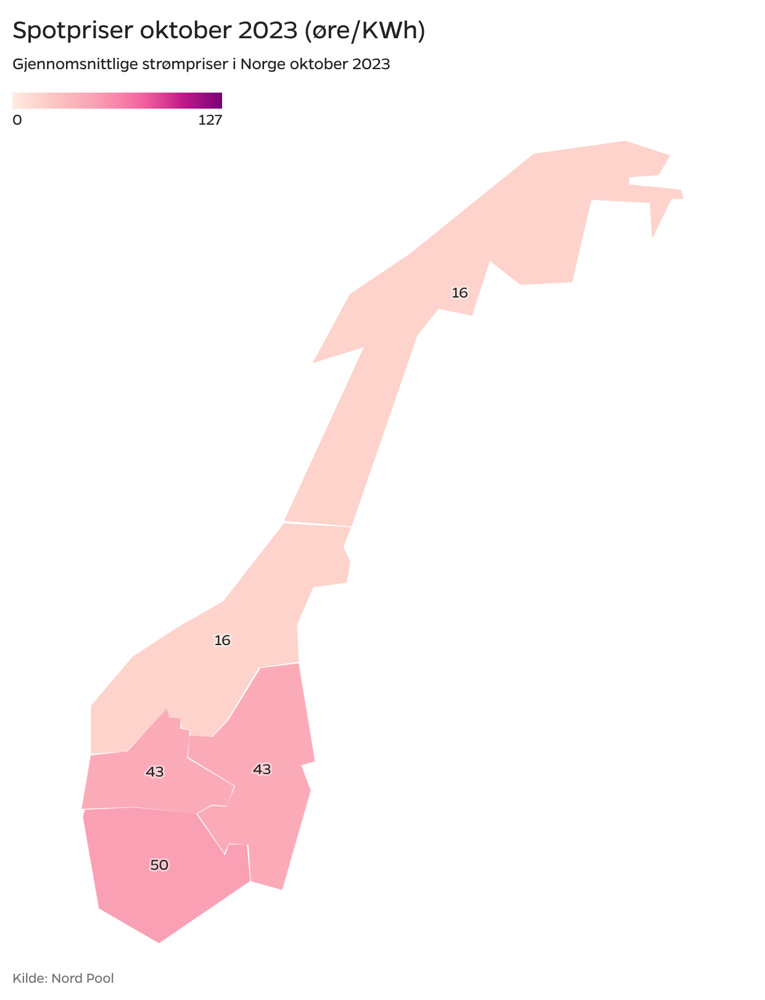 Spotpriser oktober 2023 (øre/KWh)
Gjennomsnittlige strømpriser i Norge oktober 2023
0 127
16
16
43
43
50
Kilde: Nord Pool